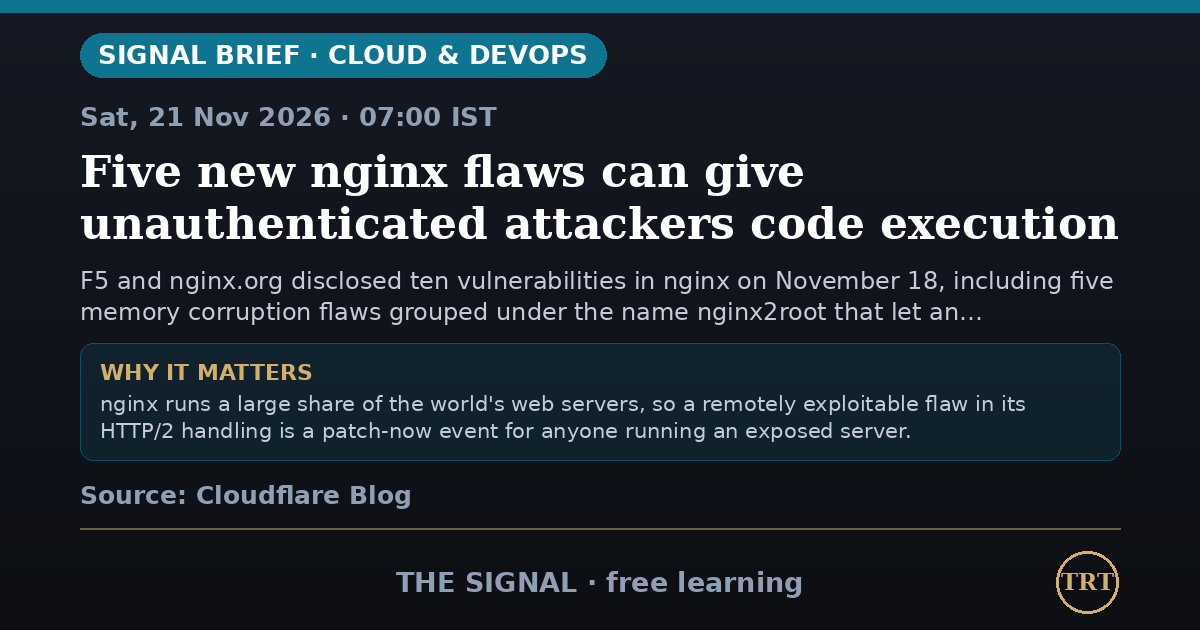 SIGNAL BRIEF · CLOUD & DEVOPS
Sat, 21 Nov 2026 · 07:00 IST
Five new nginx flaws can give
unauthenticated attackers code execution
F5 and nginx.org disclosed ten vulnerabilities in nginx on November 18, including five
memory corruption flaws grouped under the name nginx2root that let an...
WHY IT MATTERS
nginx runs a large share of the world's web servers, so a remotely exploitable flaw in its
HTTP/2 handling is a patch-now event for anyone running an exposed server.
Source: Cloudflare Blog
THE SIGNAL · free learning
TRT